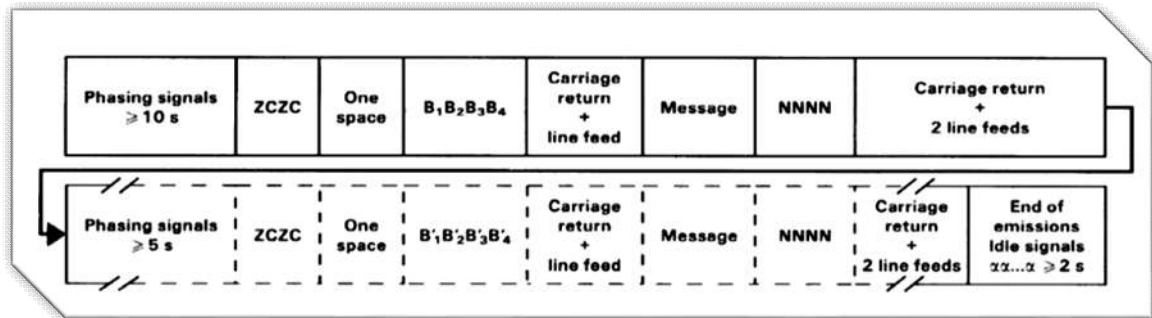 Phasing signals
⩾ 10 s
ZCZC
One
space
B₁B₂B₃B₄
Carriage
return
+
line feed
Message
NNNN
Carriage return
+
2 line feeds
Phasing signals
⩾ 5 s
ZCZC
One
space
B′₁B′₂B′₃B′₄
Carriage
return
+
line feed
Message
NNNN
Carriage
return
+
2 line feeds
End of
emissions
Idle signals
αα...α ⩾ 2 s